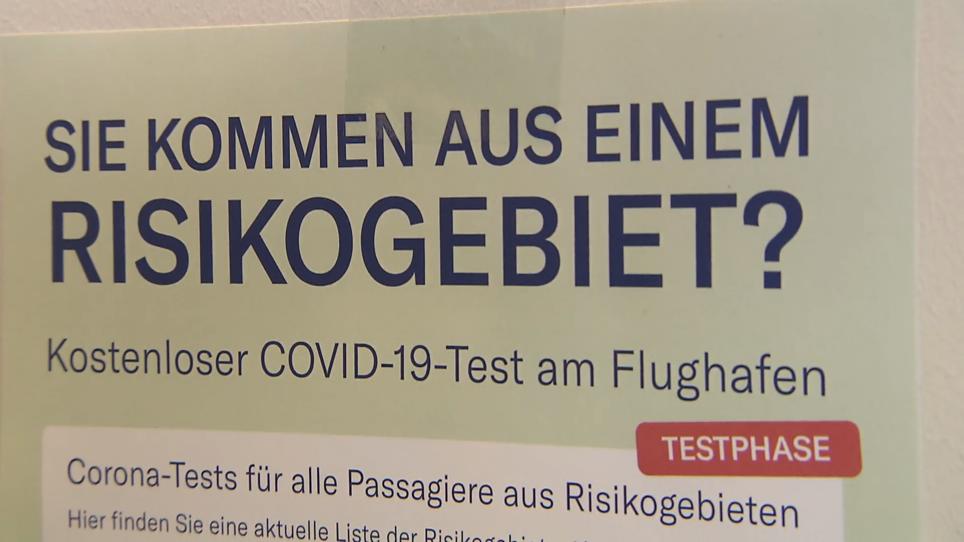 SIE KOMMEN AUS EINEM
RISIKOGEBIET?
Kostenloser COVID-19-Test am Flughafen
TESTPHASE
Corona-Tests für alle Passagiere aus Risikogebieten
Hier finden Sie eine aktuelle Liste der